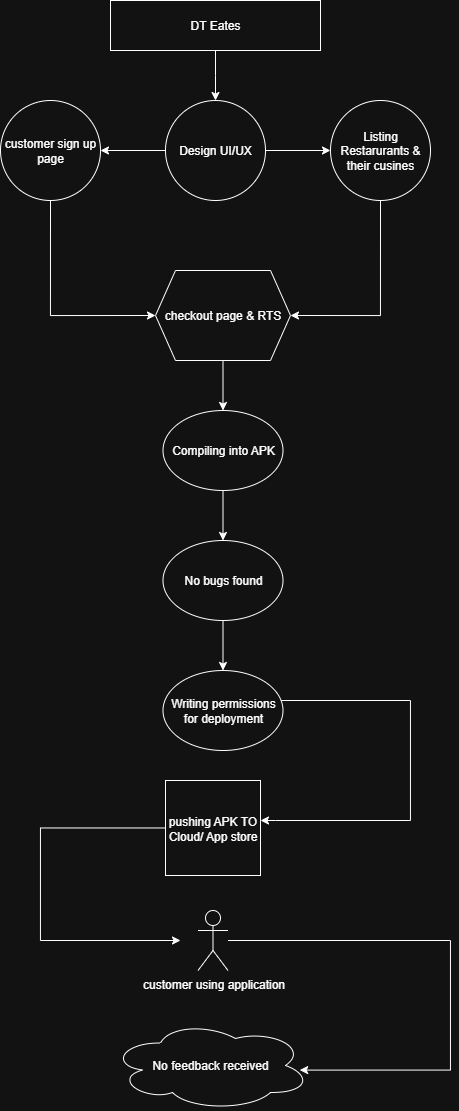 DT Eates
customer sign up
page
Design UI/UX
Listing
Restarurants &
their cusines
checkout page & RTS
Compiling into APK
No bugs found
Writing permissions
for deployment
pushing APK TO
Cloud/ App store
customer using application
No feedback received